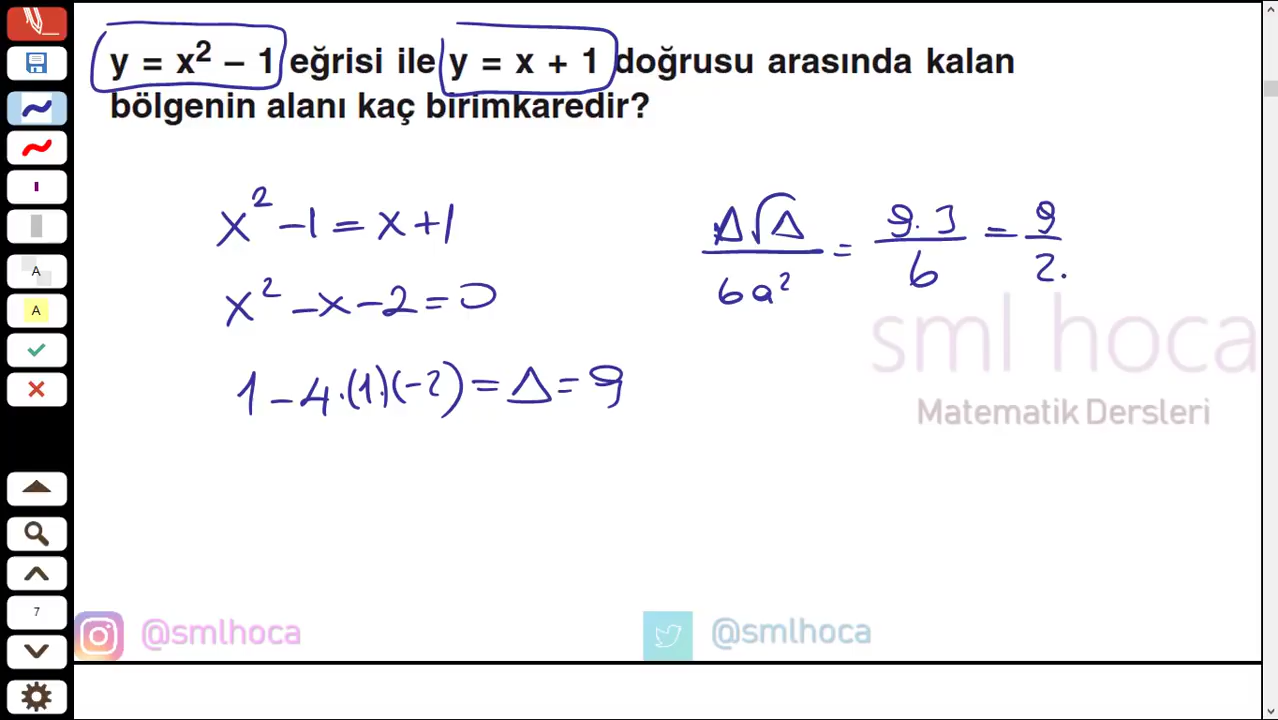 y = x² – 1 eğrisi ile y = x + 1 doğrusu arasında kalan
bölgenin alanı kaç birimkaredir?
x² – 1 = x + 1
x² – x – 2 = 0
1 – 4·(1)·(–2) = Δ = 9
Δ√Δ / 6a² = 9·3 / 6 = 9 / 2.
sml hoca
Matematik Dersleri
A
A
7
@smlhoca
@smlhoca